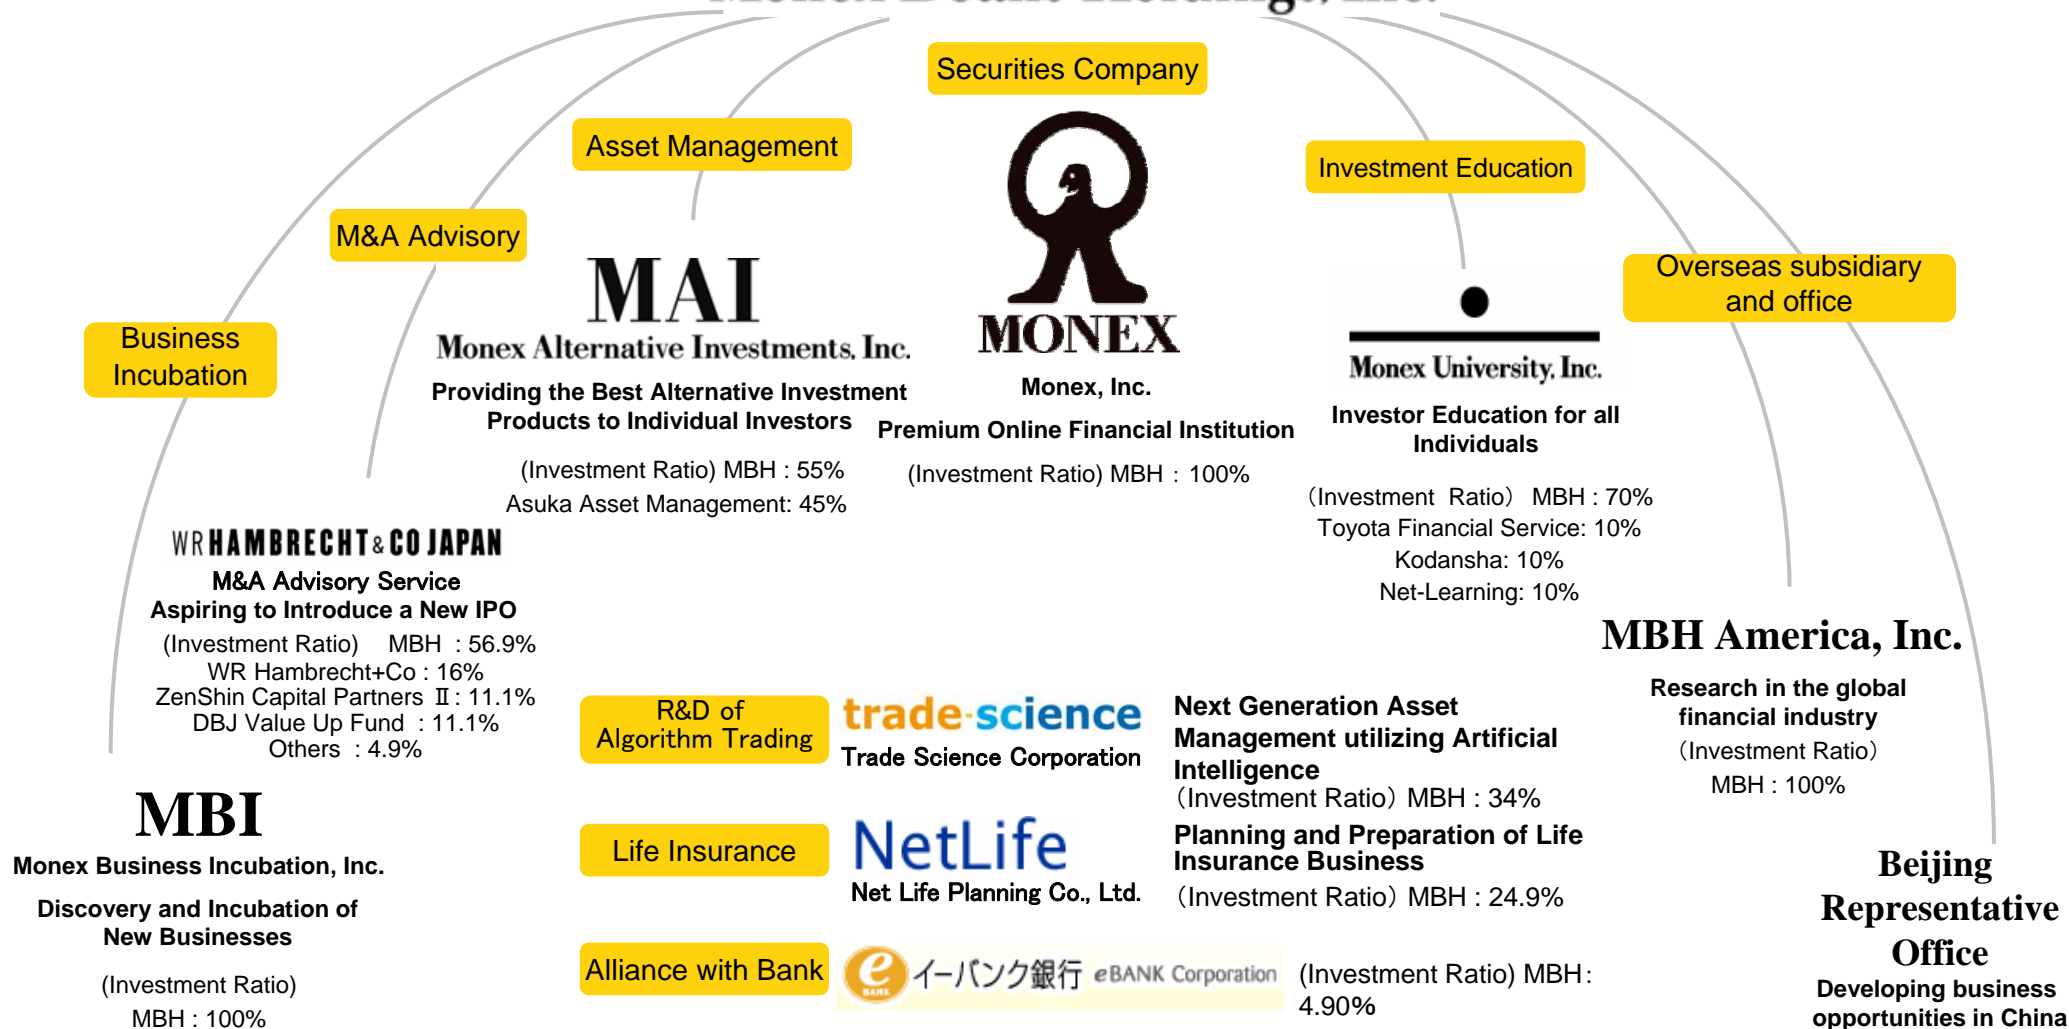 Monex Beans Holdings, Inc.
Securities Company
MONEX
Monex, Inc.
Premium Online Financial Institution
(Investment Ratio) MBH : 100%
Asset Management
MAI
Monex Alternative Investments, Inc.
Providing the Best Alternative Investment
Products to Individual Investors
(Investment Ratio) MBH : 55%
Asuka Asset Management: 45%
Investment Education
Monex University, Inc.
Investor Education for all
Individuals
(Investment Ratio) MBH : 70%
Toyota Financial Service: 10%
Kodansha: 10%
Net-Learning: 10%
M&A Advisory
WR HAMBRECHT & CO JAPAN
M&A Advisory Service
Aspiring to Introduce a New IPO
(Investment Ratio) MBH : 56.9%
WR Hambrecht+Co : 16%
ZenShin Capital Partners Ⅱ : 11.1%
DBJ Value Up Fund : 11.1%
Others : 4.9%
Overseas subsidiary
and office
MBH America, Inc.
Research in the global
financial industry
(Investment Ratio)
MBH : 100%
Beijing
Representative
Office
Developing business
opportunities in China
Business
Incubation
MBI
Monex Business Incubation, Inc.
Discovery and Incubation of
New Businesses
(Investment Ratio)
MBH : 100%
R&D of
Algorithm Trading
trade-science
Trade Science Corporation
Next Generation Asset
Management utilizing Artificial
Intelligence
(Investment Ratio) MBH : 34%
Life Insurance
NetLife
Net Life Planning Co., Ltd.
Planning and Preparation of Life
Insurance Business
(Investment Ratio) MBH : 24.9%
Alliance with Bank
e
BANK
イーバンク銀行 eBANK Corporation
(Investment Ratio) MBH:
4.90%